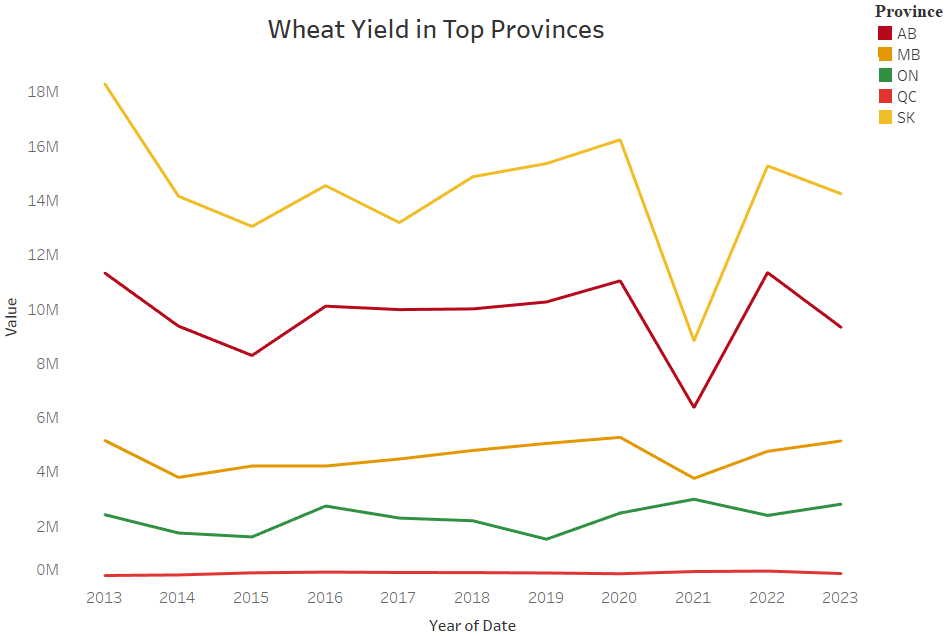 Wheat Yield in Top Provinces
Province
AB
MB
ON
QC
SK
18M
16M
14M
12M
10M
8M
6M
4M
2M
0M
Value
2013 2014 2015 2016 2017 2018 2019 2020 2021 2022 2023
Year of Date